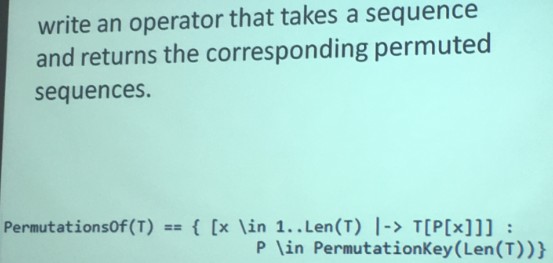 write an operator that takes a sequence
and returns the corresponding permuted
sequences.
PermutationsOf(T) == { [x \in 1..Len(T) |-> T[P[x]]] :
P \in PermutationKey(Len(T))}